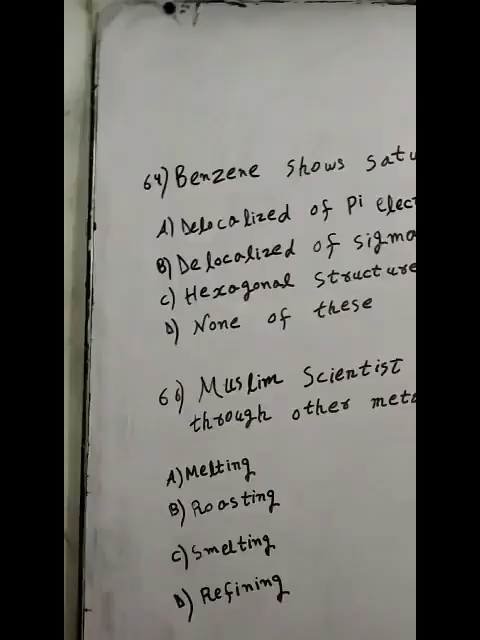 64) Benzene shows satu
A) Delocalized of Pi elect
B) Delocalized of sigma
C) Hexagonal structure
D) None of these
66) Muslim Scientist
through other meta
A) Melting
B) Roasting
C) Smelting
D) Refining